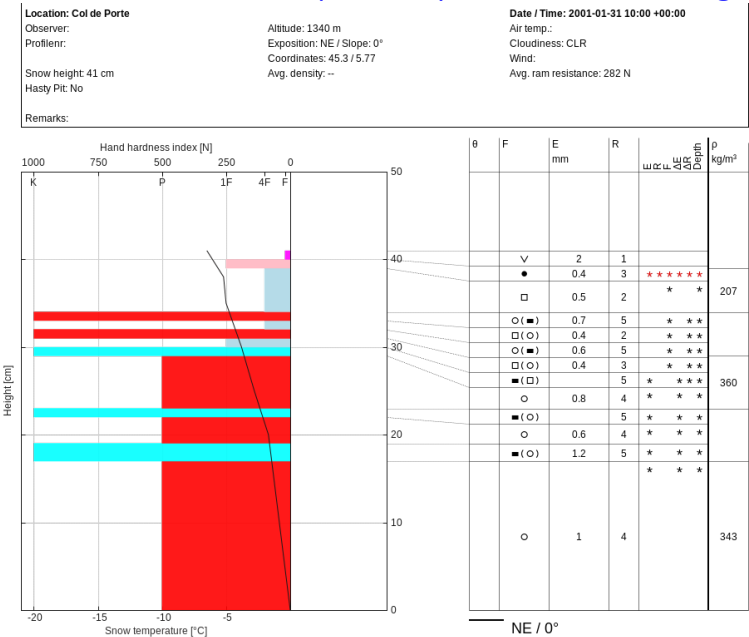 Location: Col de Porte
Date / Time: 2001-01-31 10:00 +00:00
Observer:
Altitude: 1340 m
Air temp.:
Profilenr:
Exposition: NE / Slope: 0°
Cloudiness: CLR
Coordinates: 45.3 / 5.77
Wind:
Snow height: 41 cm
Avg. density: --
Avg. ram resistance: 282 N
Hasty Pit: No
Remarks:
Hand hardness index [N]
1000 750 500 250 0
K P 1F 4F F
50
40
30
20
10
0
Height [cm]
-20 -15 -10 -5
Snow temperature [°C]
θ F E mm R E R F ΔE ΔR Depth ρ kg/m³
2 1
0.4 3 * * * * * *
0.5 2 * * 207
0.7 5 * * *
0.4 2 * * *
0.6 5 * * *
0.4 3 * * *
5 * * * * 360
0.8 4 * * * *
5 * * * *
0.6 4 * * * *
1.2 5 * * * *
* * * *
1 4 343
NE / 0°